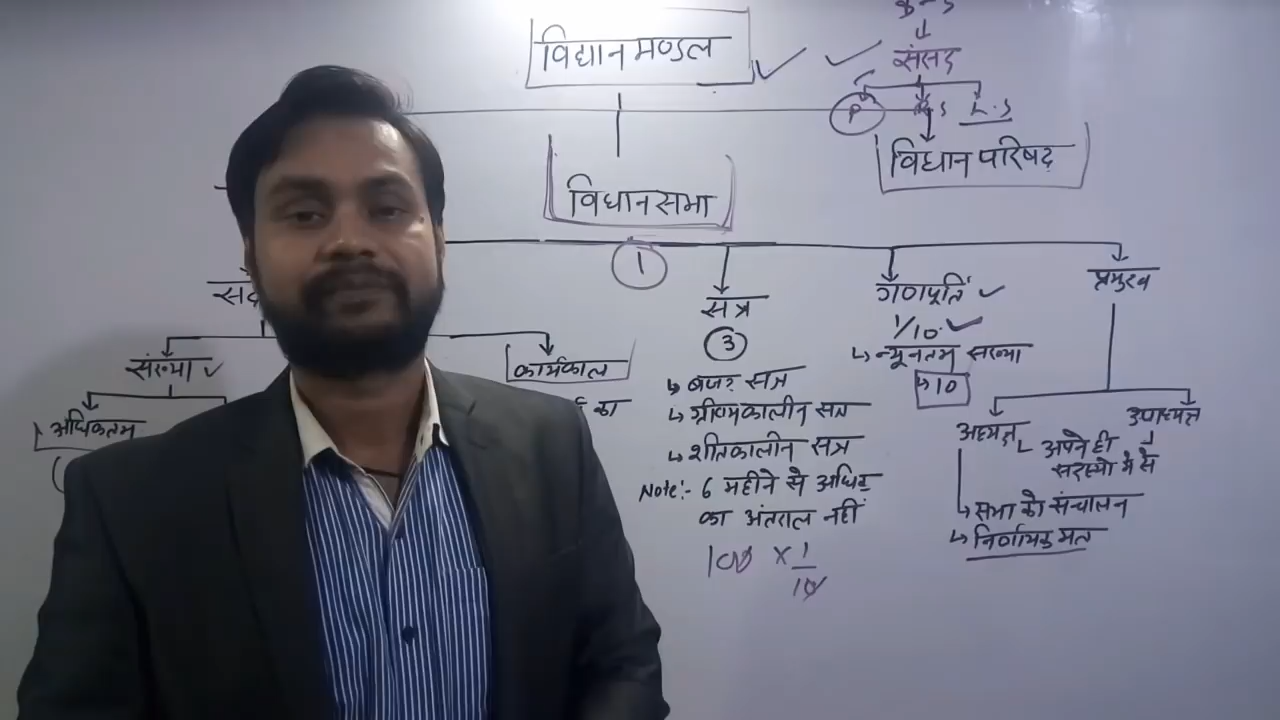 विधान मण्डल
संसद
P
L.S
विधान परिषद
विधान सभा
1
सत्र
गणपूर्ति
प्रमुख
3
1/10
न्यूनतम संख्या
10
संख्या
कार्यकाल
अधिकतम
का
बजट सत्र
ग्रीष्मकालीन सत्र
शीतकालीन सत्र
Note:- 6 महीने से अधिक
का अंतराल नहीं
100 × 1/10
अध्यक्ष
उपाध्यक्ष
अपने ही
सदस्यो में से
सभा को संचालन
निर्णायक मत